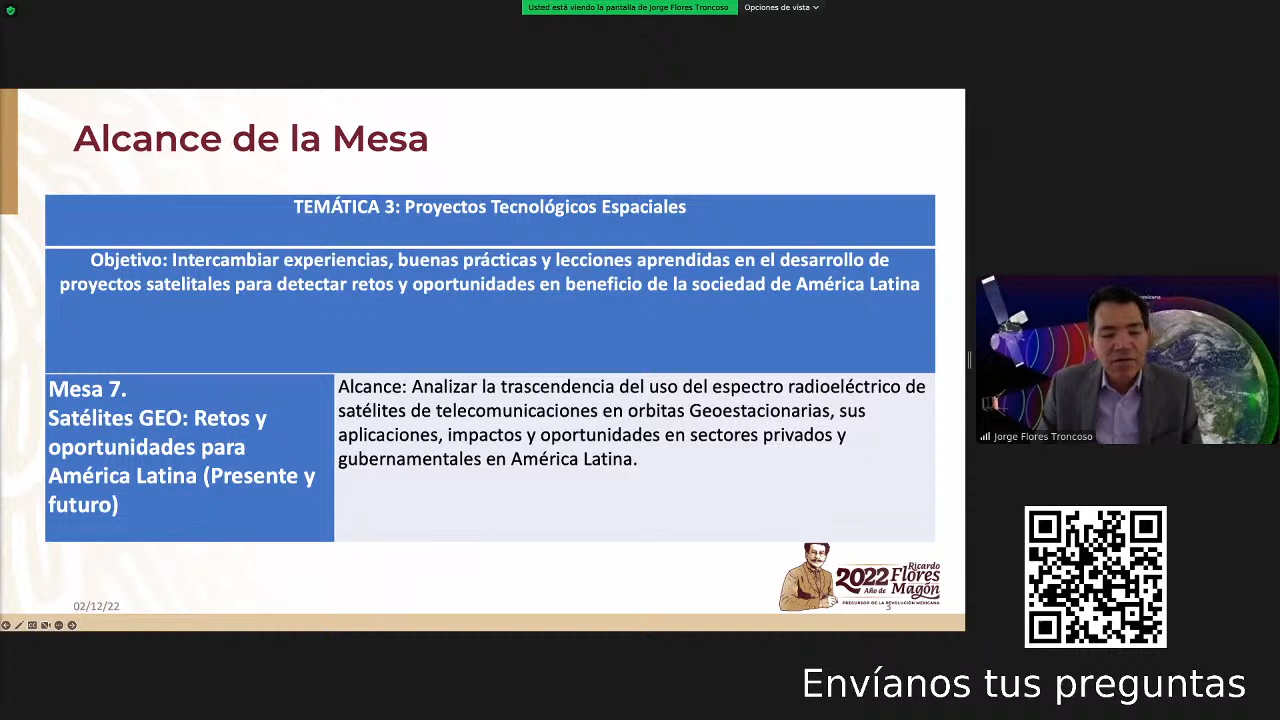 Usted está viendo la pantalla de Jorge Flores Troncoso
Opciones de vista
Alcance de la Mesa
TEMÁTICA 3: Proyectos Tecnológicos Espaciales
Objetivo: Intercambiar experiencias, buenas prácticas y lecciones aprendidas en el desarrollo de
proyectos satelitales para detectar retos y oportunidades en beneficio de la sociedad de América Latina
Mesa 7.
Satélites GEO: Retos y
oportunidades para
América Latina (Presente y
futuro)
Alcance: Analizar la trascendencia del uso del espectro radioeléctrico de
satélites de telecomunicaciones en orbitas Geoestacionarias, sus
aplicaciones, impactos y oportunidades en sectores privados y
gubernamentales en América Latina.
2022 Ricardo
Año de Flores
Magón
PRECURSOR DE LA REVOLUCIÓN MEXICANA
02/12/22
3
Jorge Flores Troncoso
Envíanos tus preguntas